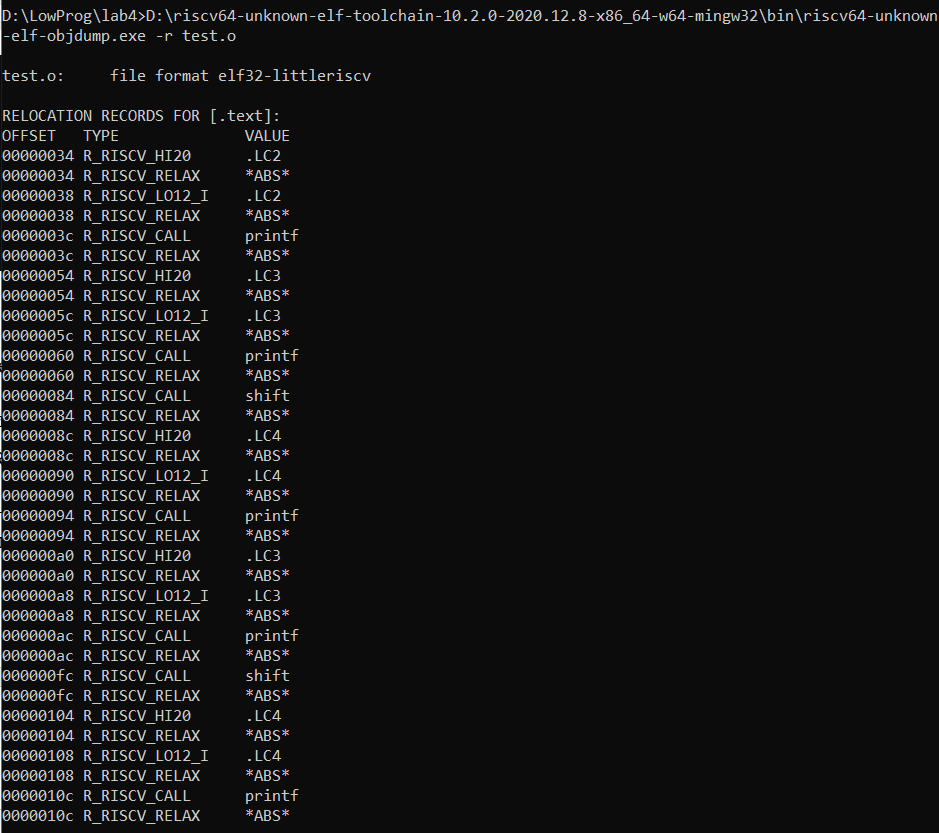 D:\LowProg\lab4>D:\riscv64-unknown-elf-toolchain-10.2.0-2020.12.8-x86_64-w64-mingw32\bin\riscv64-unknown
-elf-objdump.exe -r test.o
test.o:     file format elf32-littleriscv
RELOCATION RECORDS FOR [.text]:
OFFSET   TYPE              VALUE
00000034 R_RISCV_HI20      .LC2
00000034 R_RISCV_RELAX     *ABS*
00000038 R_RISCV_LO12_I    .LC2
00000038 R_RISCV_RELAX     *ABS*
0000003c R_RISCV_CALL      printf
0000003c R_RISCV_RELAX     *ABS*
00000054 R_RISCV_HI20      .LC3
00000054 R_RISCV_RELAX     *ABS*
0000005c R_RISCV_LO12_I    .LC3
0000005c R_RISCV_RELAX     *ABS*
00000060 R_RISCV_CALL      printf
00000060 R_RISCV_RELAX     *ABS*
00000084 R_RISCV_CALL      shift
00000084 R_RISCV_RELAX     *ABS*
0000008c R_RISCV_HI20      .LC4
0000008c R_RISCV_RELAX     *ABS*
00000090 R_RISCV_LO12_I    .LC4
00000090 R_RISCV_RELAX     *ABS*
00000094 R_RISCV_CALL      printf
00000094 R_RISCV_RELAX     *ABS*
000000a0 R_RISCV_HI20      .LC3
000000a0 R_RISCV_RELAX     *ABS*
000000a8 R_RISCV_LO12_I    .LC3
000000a8 R_RISCV_RELAX     *ABS*
000000ac R_RISCV_CALL      printf
000000ac R_RISCV_RELAX     *ABS*
000000fc R_RISCV_CALL      shift
000000fc R_RISCV_RELAX     *ABS*
00000104 R_RISCV_HI20      .LC4
00000104 R_RISCV_RELAX     *ABS*
00000108 R_RISCV_LO12_I    .LC4
00000108 R_RISCV_RELAX     *ABS*
0000010c R_RISCV_CALL      printf
0000010c R_RISCV_RELAX     *ABS*